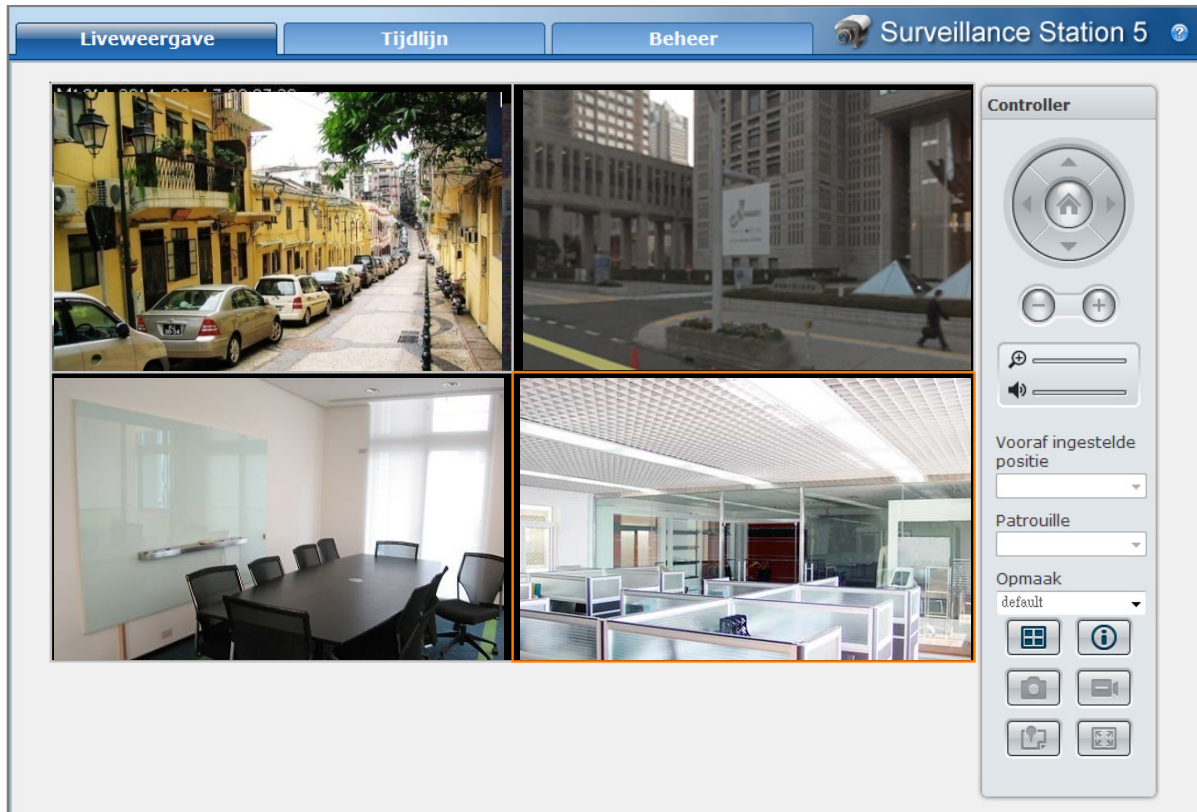 Liveweergave
Tijdlijn
Beheer
Surveillance Station 5
Controller
Vooraf ingestelde
positie
Patrouille
Opmaak
default